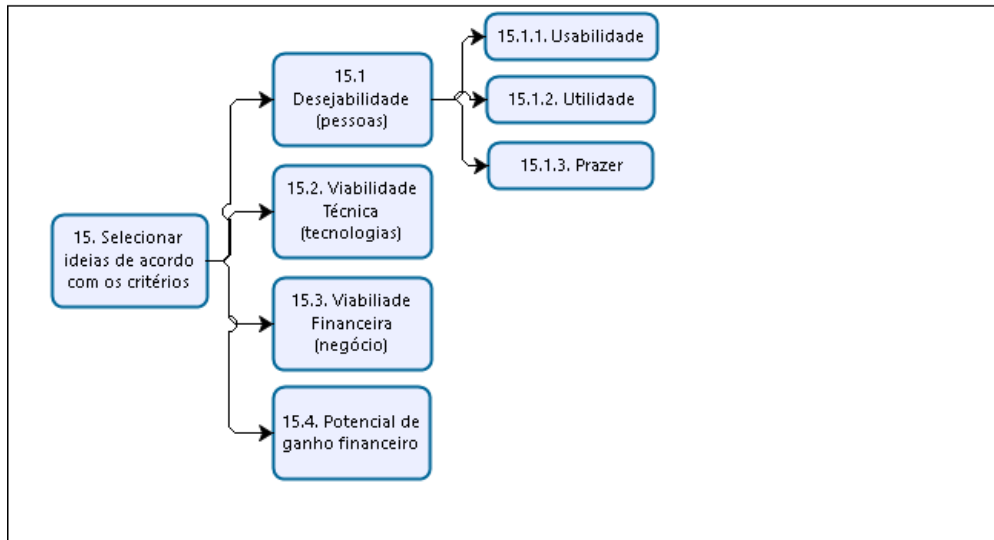 15. Selecionar
ideias de acordo
com os critérios
15.1
Desejabilidade
(pessoas)
15.1.1. Usabilidade
15.1.2. Utilidade
15.1.3. Prazer
15.2. Viabilidade
Técnica
(tecnologias)
15.3. Viabiliade
Financeira
(negócio)
15.4. Potencial de
ganho financeiro